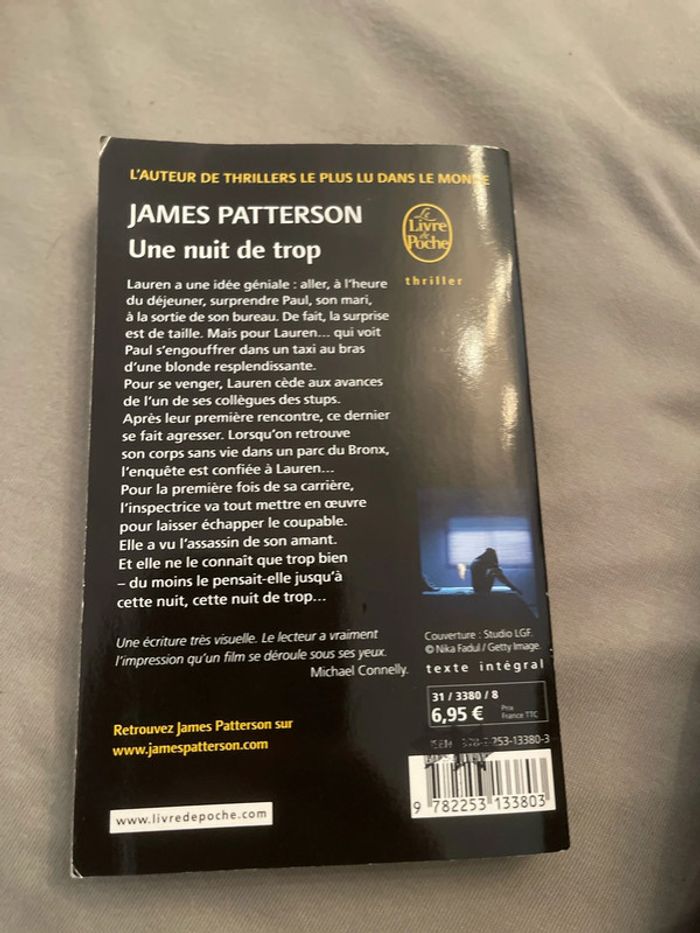 L'AUTEUR DE THRILLERS LE PLUS LU DANS LE MONDE
JAMES PATTERSON
Une nuit de trop
Le
Livre
de
Poche
thriller
Lauren a une idée géniale : aller, à l'heure
du déjeuner, surprendre Paul, son mari,
à la sortie de son bureau. De fait, la surprise
est de taille. Mais pour Lauren... qui voit
Paul s'engouffrer dans un taxi au bras
d'une blonde resplendissante.
Pour se venger, Lauren cède aux avances
de l'un de ses collègues des stups.
Après leur première rencontre, ce dernier
se fait agresser. Lorsqu'on retrouve
son corps sans vie dans un parc du Bronx,
l'enquête est confiée à Lauren...
Pour la première fois de sa carrière,
l'inspectrice va tout mettre en œuvre
pour laisser échapper le coupable.
Elle a vu l'assassin de son amant.
Et elle ne le connaît que trop bien
– du moins le pensait-elle jusqu'à
cette nuit, cette nuit de trop...
Une écriture très visuelle. Le lecteur a vraiment
l'impression qu'un film se déroule sous ses yeux.
Michael Connelly.
Couverture : Studio LGF.
© Nika Fadul / Getty Image.
texte intégral
31 / 3380 / 8
6,95 € Prix
France TTC
Retrouvez James Patterson sur
www.jamespatterson.com
ISBN : 978-2-253-13380-3
9 782253 133803
www.livredepoche.com